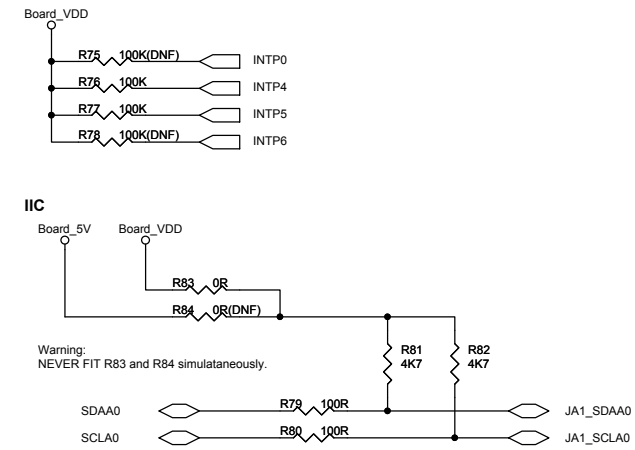 Board_VDD
R75 100K(DNF) INTP0
R76 100K INTP4
R77 100K INTP5
R78 100K(DNF) INTP6
IIC
Board_5V Board_VDD
R83 0R
R84 0R(DNF)
Warning:
NEVER FIT R83 and R84 simulataneously.
R81 R82
4K7 4K7
SDAA0 R79 100R JA1_SDAA0
SCLA0 R80 100R JA1_SCLA0